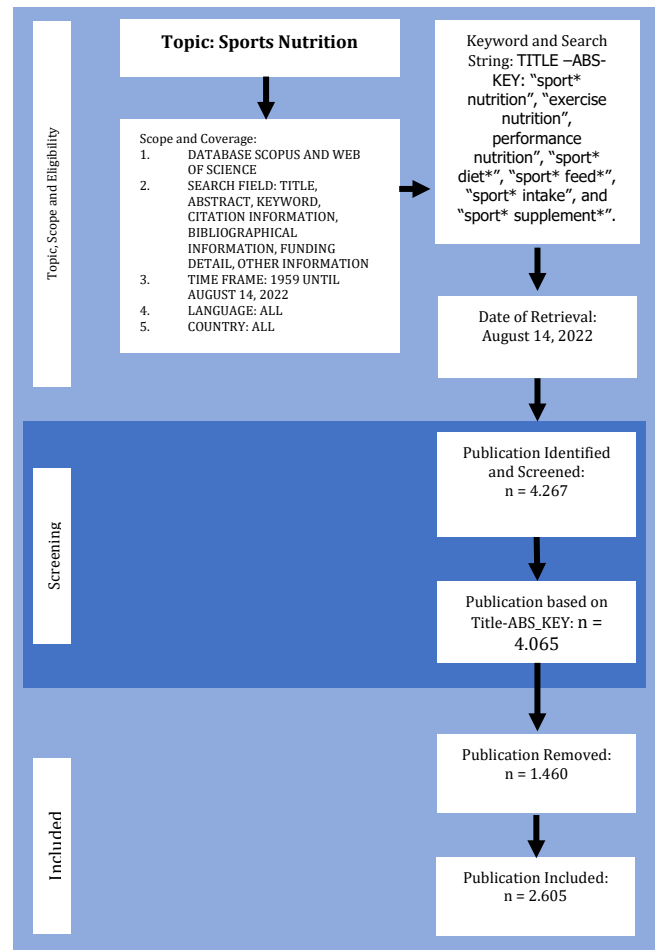 Topic, Scope and Eligibility
Topic: Sports Nutrition
Scope and Coverage:
1. DATABASE SCOPUS AND WEB
OF SCIENCE
2. SEARCH FIELD: TITLE,
ABSTRACT, KEYWORD,
CITATION INFORMATION,
BIBLIOGRAPHICAL
INFORMATION, FUNDING
DETAIL, OTHER INFORMATION
3. TIME FRAME: 1959 UNTIL
AUGUST 14, 2022
4. LANGUAGE: ALL
5. COUNTRY: ALL
Keyword and Search
String: TITLE –ABS-
KEY: “sport*
nutrition”, “exercise
nutrition”,
performance
nutrition”, “sport*
diet*”, “sport* feed*”,
“sport* intake”, and
“sport* supplement*”.
Date of Retrieval:
August 14, 2022
Screening
Publication Identified
and Screened:
n = 4.267
Publication based on
Title-ABS_KEY: n =
4.065
Included
Publication Removed:
n = 1.460
Publication Included:
n = 2.605